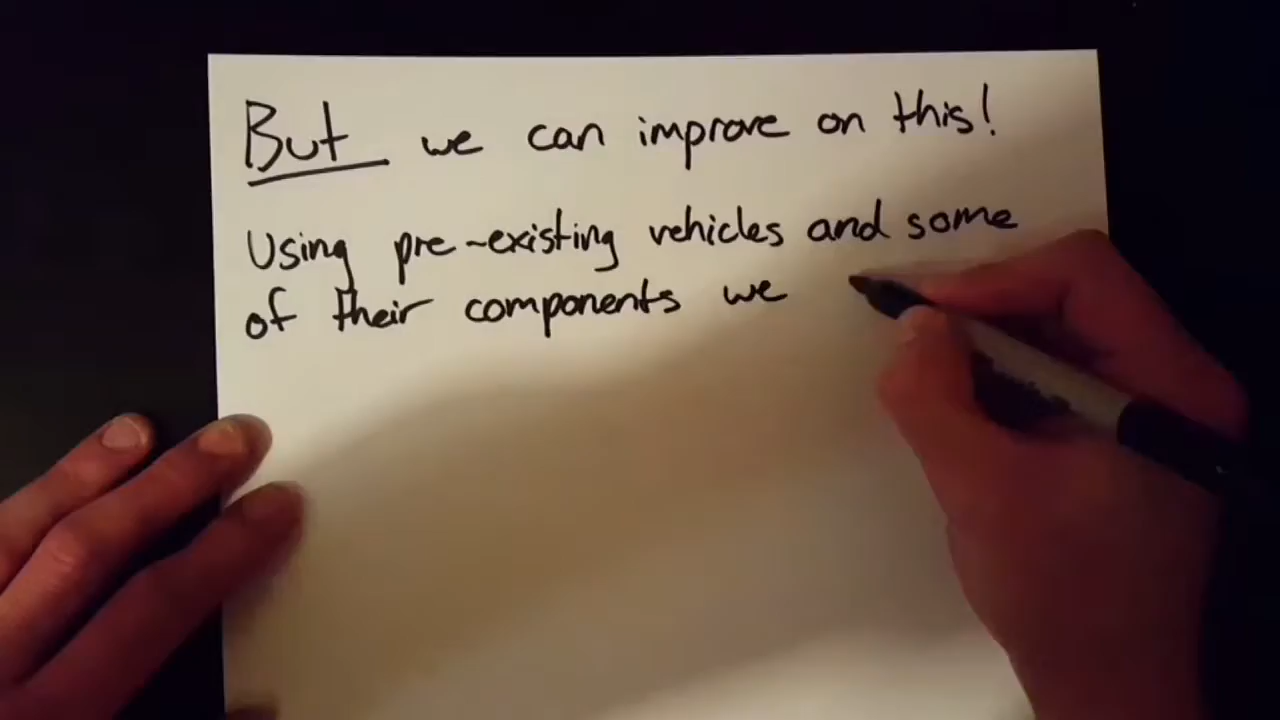 But we can improve on this!
Using pre-existing vehicles and some
of their components we